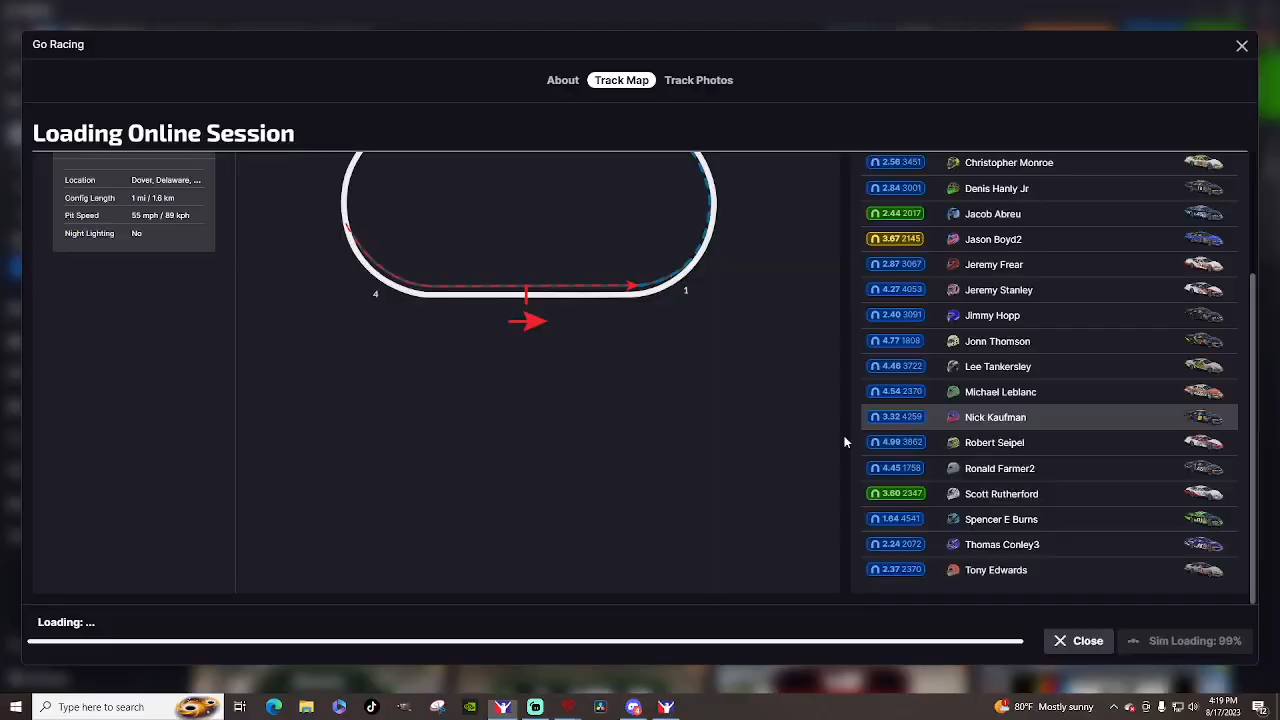 Go Racing
About Track Map Track Photos
Loading Online Session
Location Dover, Delaware, ...
Config Length 1 mi / 1.6 km
Pit Speed 55 mph / 89 kph
Night Lighting No
4
1
2.56 3451 Christopher Monroe
2.84 3001 Denis Hanly Jr
2.44 2017 Jacob Abreu
3.67 2145 Jason Boyd2
2.87 3067 Jeremy Frear
4.27 4053 Jeremy Stanley
2.40 3091 Jimmy Hopp
4.77 1808 Jonn Thomson
4.46 3722 Lee Tankersley
4.54 2370 Michael Leblanc
3.32 4259 Nick Kaufman
4.99 3862 Robert Seipel
4.45 1758 Ronald Farmer2
3.60 2347 Scott Rutherford
1.64 4541 Spencer E Burns
2.24 2072 Thomas Conley3
2.37 2370 Tony Edwards
Loading: ...
Close
Sim Loading: 99%
Type here to search
80°F Mostly sunny
4:19 PM
8/17/2023